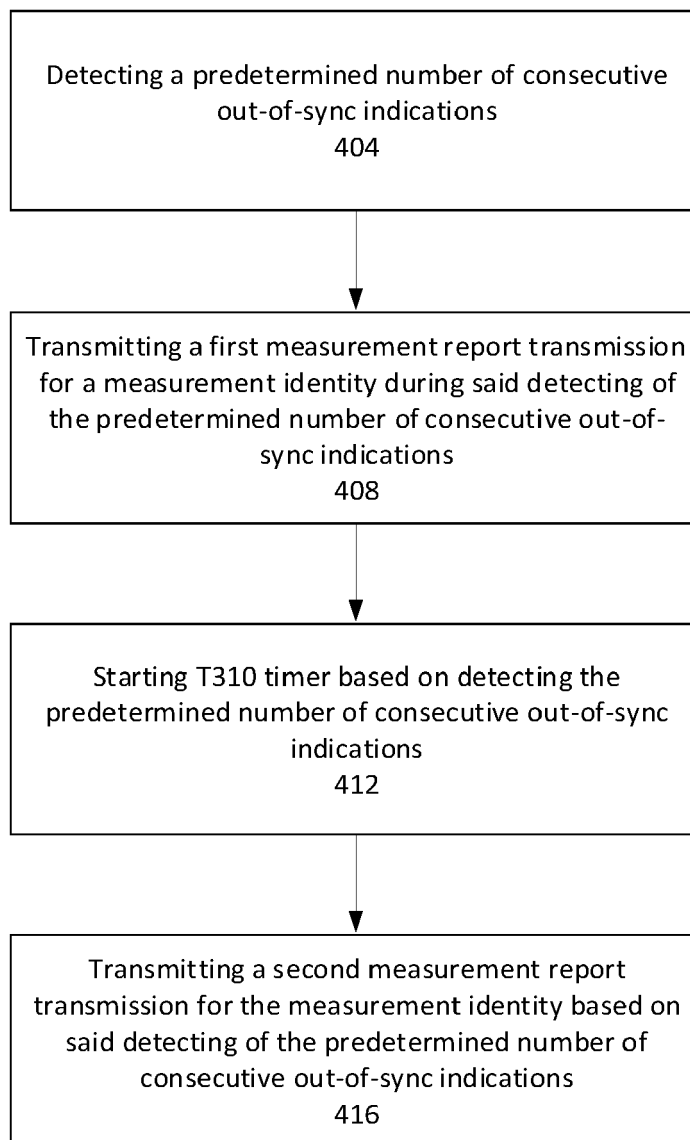 Detecting a predetermined number of consecutive
out-of-sync indications
404
Transmitting a first measurement report transmission
for a measurement identity during said detecting of
the predetermined number of consecutive out-of-
sync indications
408
Starting T310 timer based on detecting the
predetermined number of consecutive out-of-sync
indications
412
Transmitting a second measurement report
transmission for the measurement identity based on
said detecting of the predetermined number of
consecutive out-of-sync indications
416